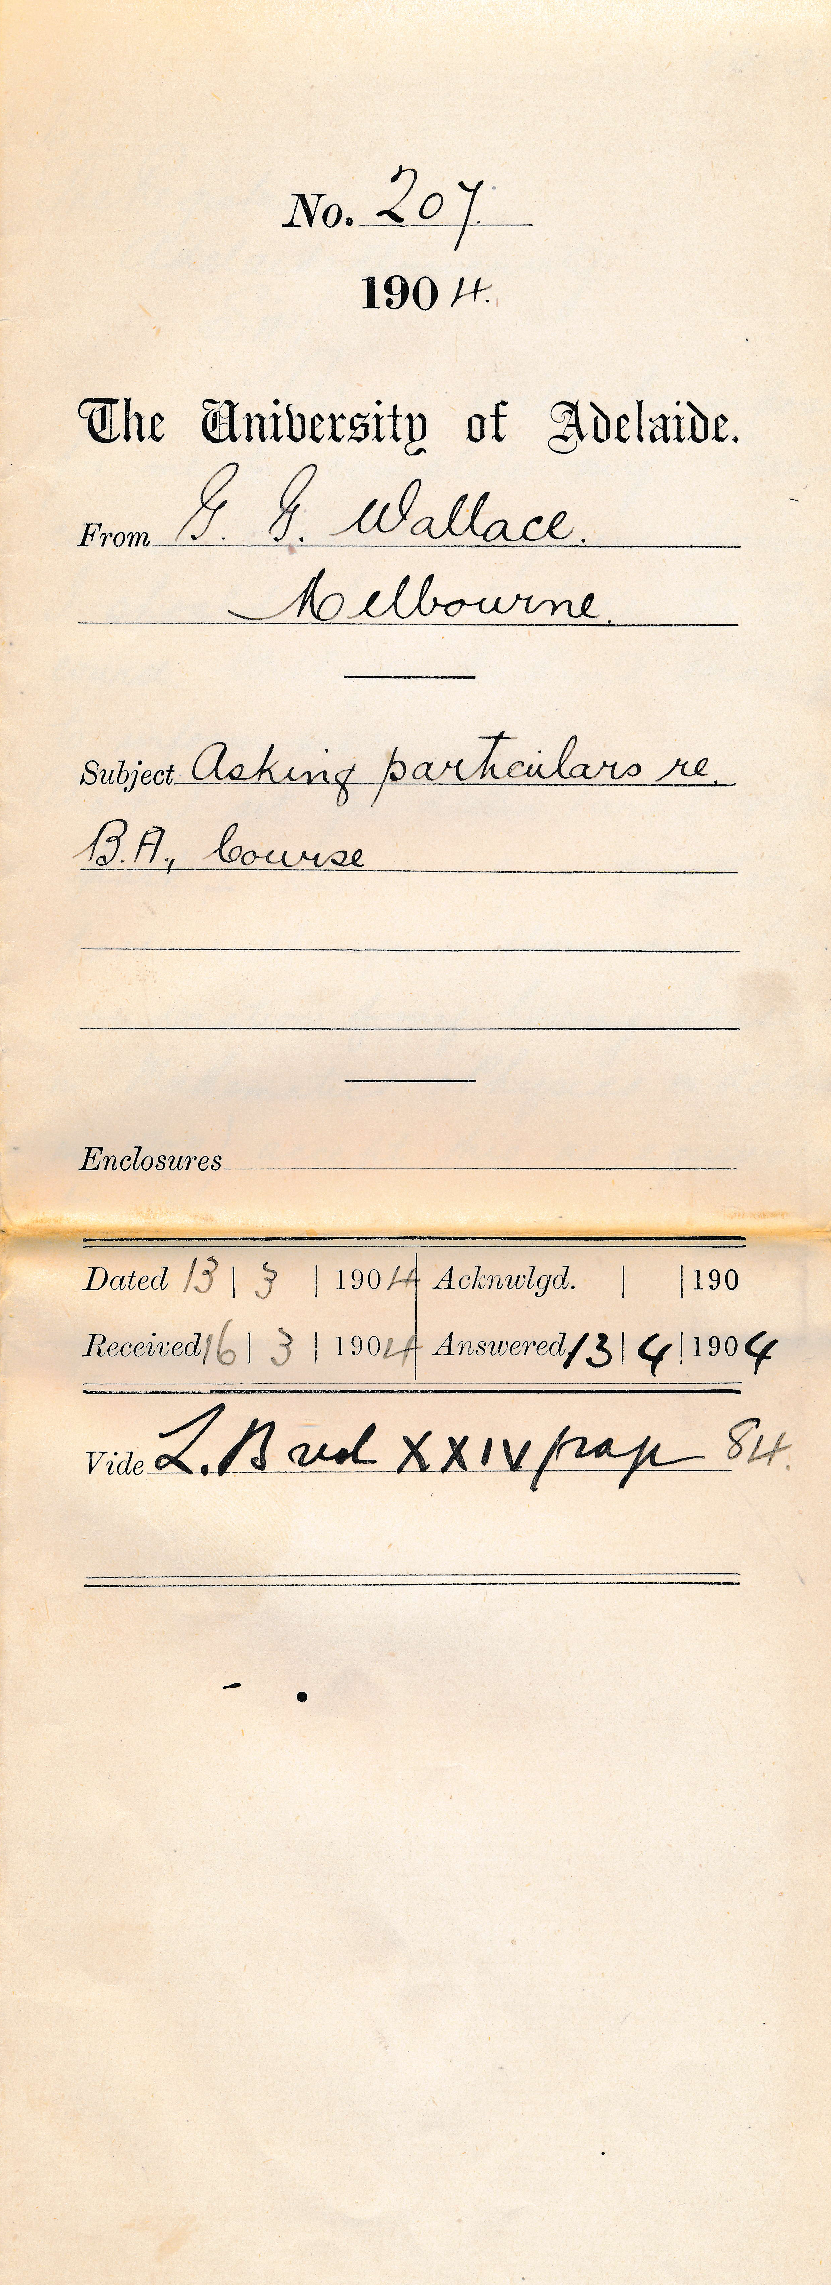 No. 207.
1904.
The University of Adelaide.
From G. G. Wallace.
Melbourne.
Subject Asking particulars re.
B.A., Course
Enclosures
Dated 13 | 3 | 1904 Acknwlgd. | | 190
Received 16 | 3 | 1904 Answered 13 | 4 | 1904
Vide L.B vol XXIV page 84.